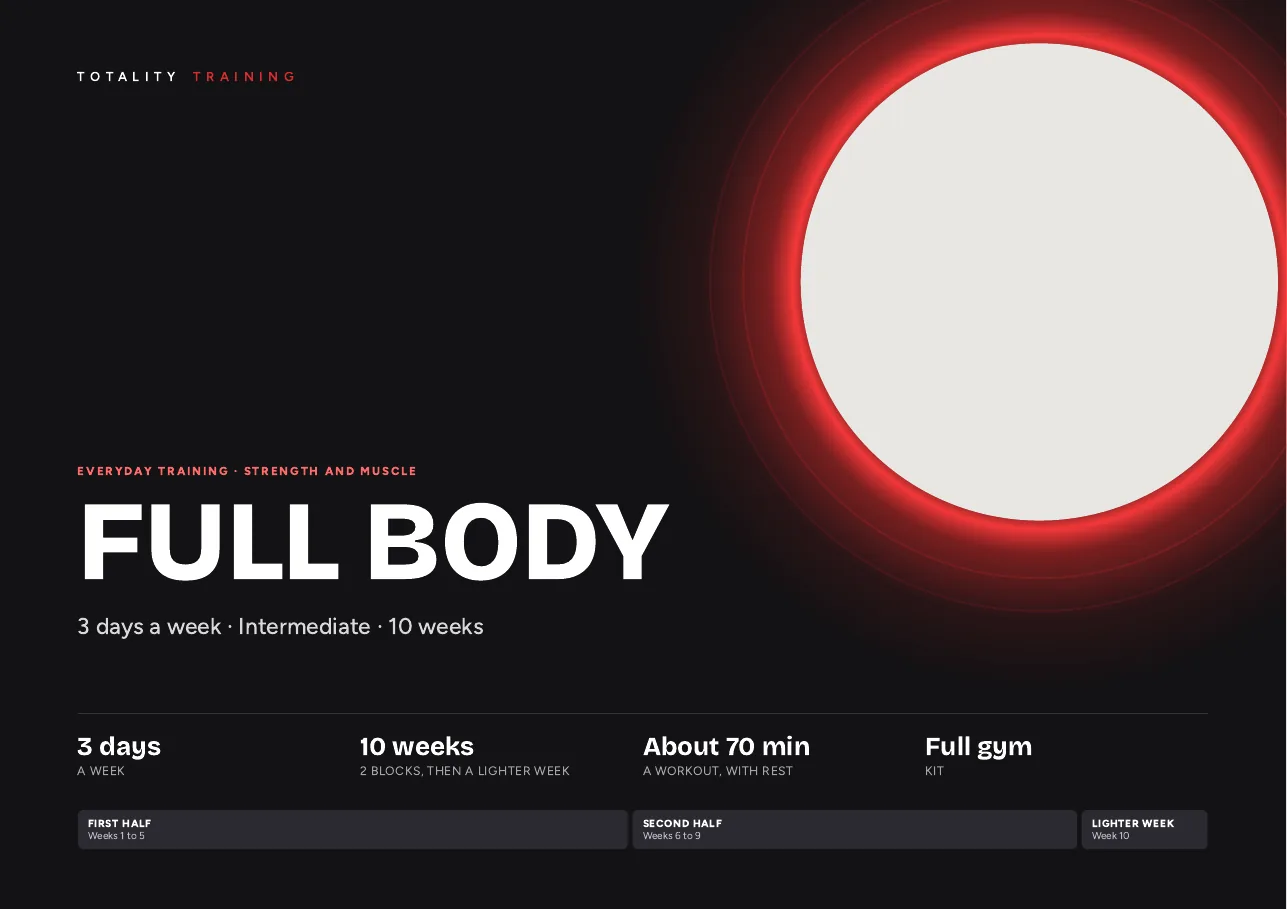 TOTALITY TRAINING
EVERYDAY TRAINING · STRENGTH AND MUSCLE
FULL BODY
3 days a week · Intermediate · 10 weeks
3 days
A WEEK
10 weeks
2 BLOCKS, THEN A LIGHTER WEEK
About 70 min
A WORKOUT, WITH REST
Full gym
KIT
FIRST HALF
Weeks 1 to 5
SECOND HALF
Weeks 6 to 9
LIGHTER WEEK
Week 10